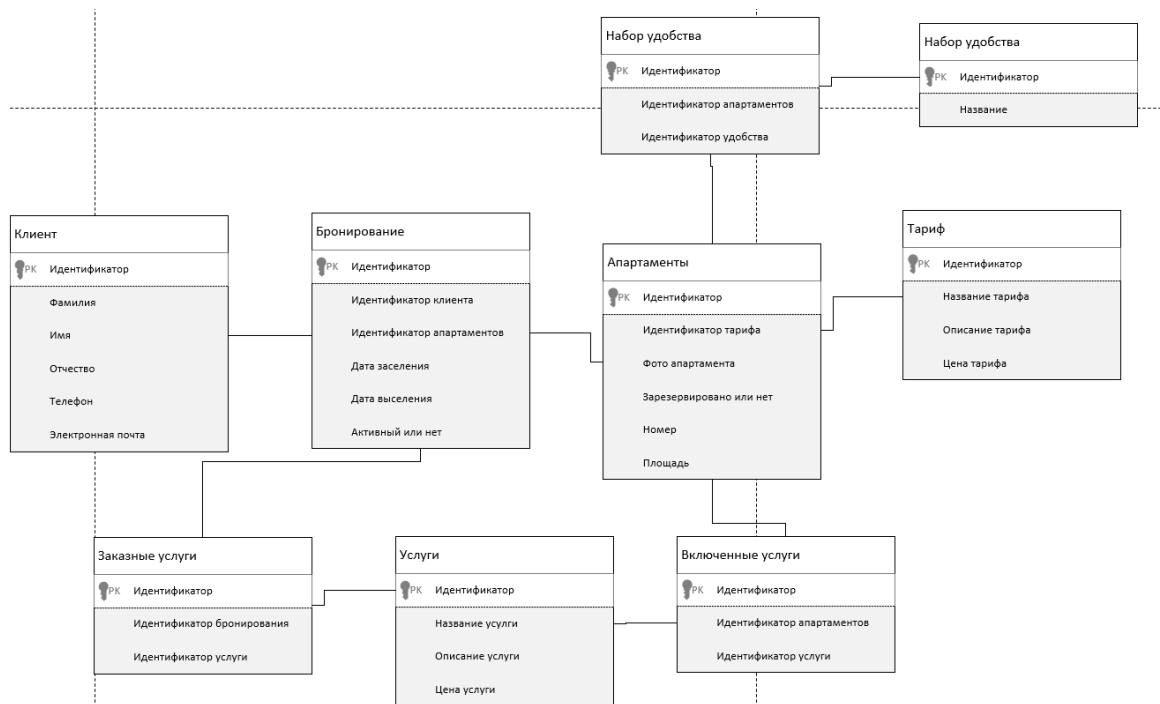 Набор удобства
PK Идентификатор
Идентификатор апартаментов
Идентификатор удобства
Набор удобства
PK Идентификатор
Название
Клиент
PK Идентификатор
Фамилия
Имя
Отчество
Телефон
Электронная почта
Бронирование
PK Идентификатор
Идентификатор клиента
Идентификатор апартаментов
Дата заселения
Дата выселения
Активный или нет
Апартаменты
PK Идентификатор
Идентификатор тарифа
Фото апартамента
Зарезервировано или нет
Номер
Площадь
Тариф
PK Идентификатор
Название тарифа
Описание тарифа
Цена тарифа
Заказные услуги
PK Идентификатор
Идентификатор бронирования
Идентификатор услуги
Услуги
PK Идентификатор
Название усулги
Описание услуги
Цена услуги
Включенные услуги
PK Идентификатор
Идентификатор апартаментов
Идентификатор услуги